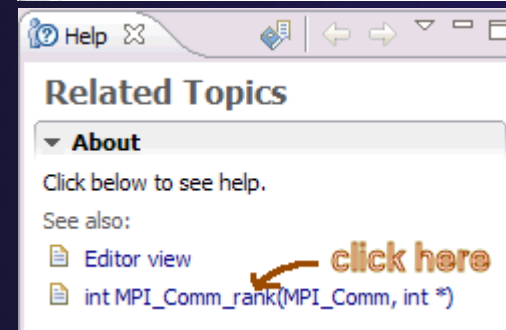 Help
Related Topics
About
Click below to see help.
See also:
Editor view
click here
int MPI_Comm_rank(MPI_Comm, int *)